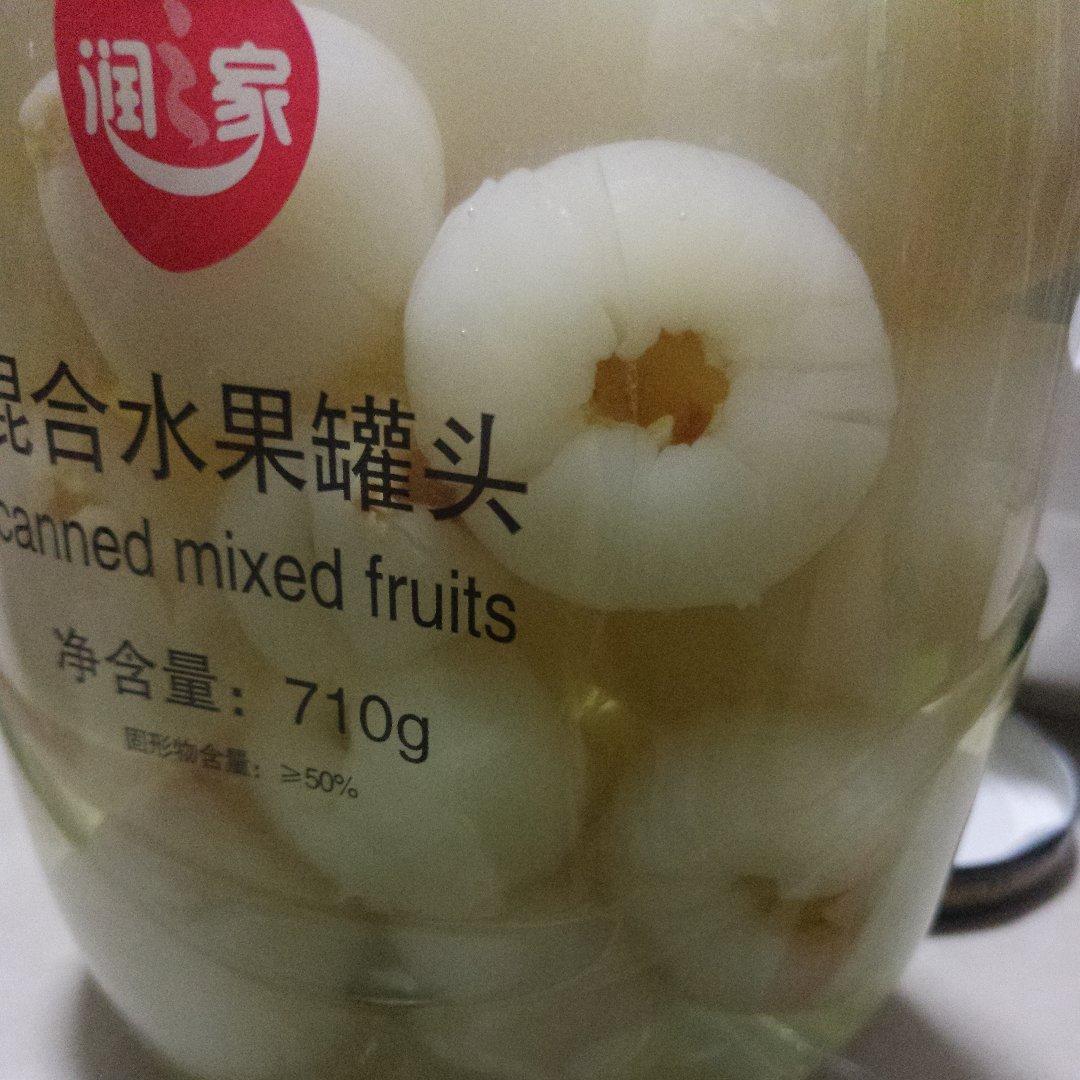 润之家
混合水果罐头
canned mixed fruits
净含量：710g
固形物含量：≥50%